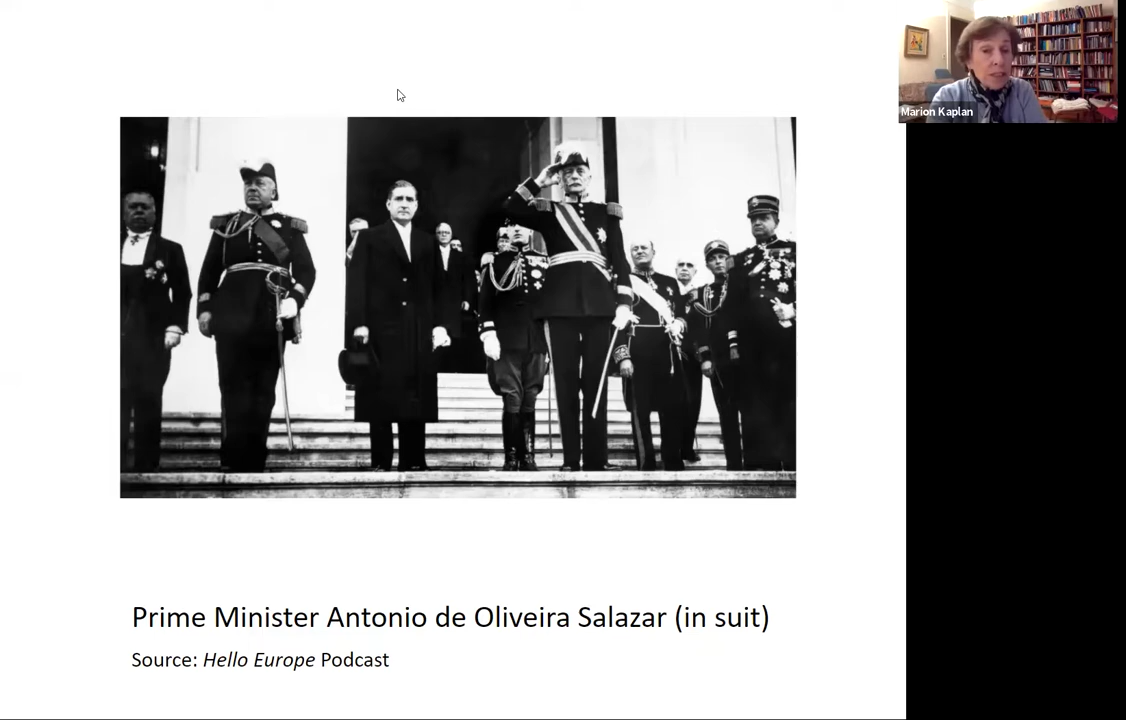 Marion Kaplan
Prime Minister Antonio de Oliveira Salazar (in suit)
Source: Hello Europe Podcast